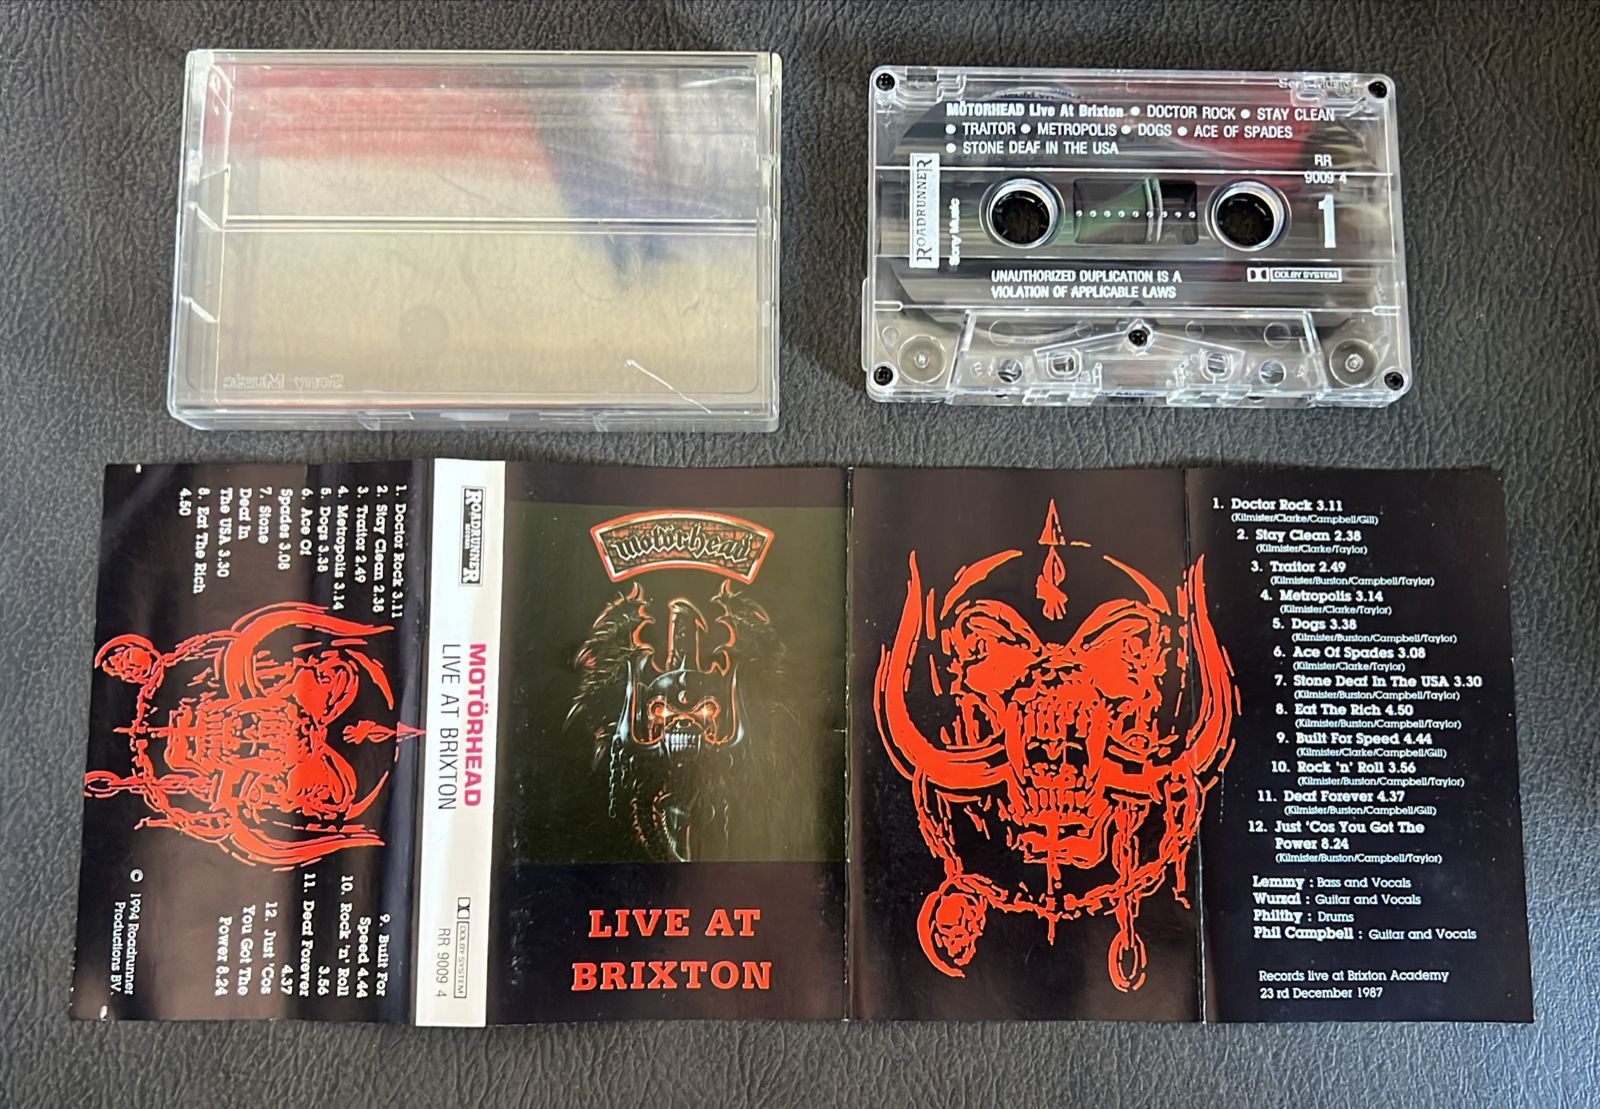 Sony Music
Sony Music
MÖTORHEAD Live At Brixton ● DOCTOR ROCK ● STAY CLEAN
● TRAITOR ● METROPOLIS ● DOGS ● ACE OF SPADES
● STONE DEAF IN THE USA
RR
9009 4
ROADRUNNER
Sony Music
1
UNAUTHORIZED DUPLICATION IS A
VIOLATION OF APPLICABLE LAWS
DOLBY SYSTEM
1. Doctor Rock 3.11
2. Stay Clean 2.38
3. Traitor 2.49
4. Metropolis 3.14
5. Dogs 3.38
6. Ace Of
Spades 3.08
7. Stone
Deaf In
The USA 3.30
8. Eat The Rich
4.50
9. Built For
Speed 4.44
10. Rock 'n' Roll
3.56
11. Deaf Forever
4.37
12. Just 'Cos
You Got The
Power 8.24
© 1994 Roadrunner
Productions BV.
ROADRUNNER
MOTÖRHEAD
LIVE AT BRIXTON
DOLBY SYSTEM
RR 9009 4
motörhead
LIVE AT
BRIXTON
1. Doctor Rock 3.11
(Kilmister/Clarke/Campbell/Gill)
2. Stay Clean 2.38
(Kilmister/Clarke/Taylor)
3. Traitor 2.49
(Kilmister/Burston/Campbell/Taylor)
4. Metropolis 3.14
(Kilmister/Clarke/Taylor)
5. Dogs 3.38
(Kilmister/Burston/Campbell/Taylor)
6. Ace Of Spades 3.08
(Kilmister/Clarke/Taylor)
7. Stone Deaf In The USA 3.30
(Kilmister/Burston/Campbell/Taylor)
8. Eat The Rich 4.50
(Kilmister/Burston/Campbell/Taylor)
9. Built For Speed 4.44
(Kilmister/Clarke/Campbell/Gill)
10. Rock 'n' Roll 3.56
(Kilmister/Burston/Campbell/Taylor)
11. Deaf Forever 4.37
(Kilmister/Burston/Campbell/Gill)
12. Just 'Cos You Got The
Power 8.24
(Kilmister/Burston/Campbell/Taylor)
Lemmy : Bass and Vocals
Wurzal : Guitar and Vocals
Philthy : Drums
Phil Campbell : Guitar and Vocals
Records live at Brixton Academy
23 rd December 1987